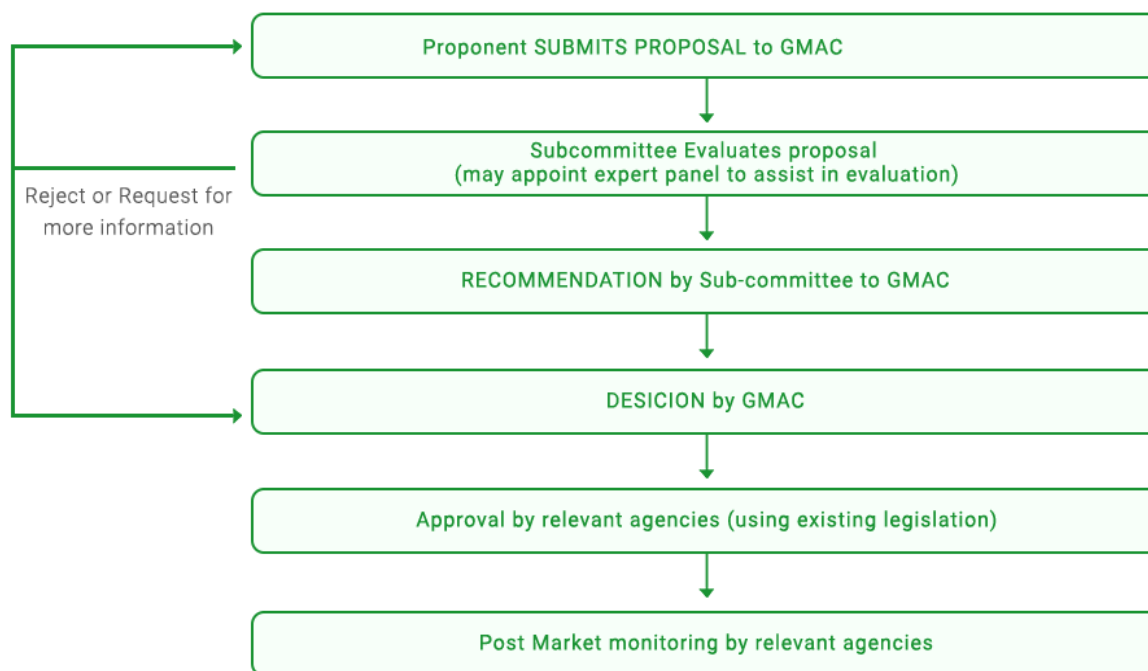 Proponent SUBMITS PROPOSAL to GMAC
Subcommittee Evaluates proposal
(may appoint expert panel to assist in evaluation)
Reject or Request for
more information
RECOMMENDATION by Sub-committee to GMAC
DESICION by GMAC
Approval by relevant agencies (using existing legislation)
Post Market monitoring by relevant agencies